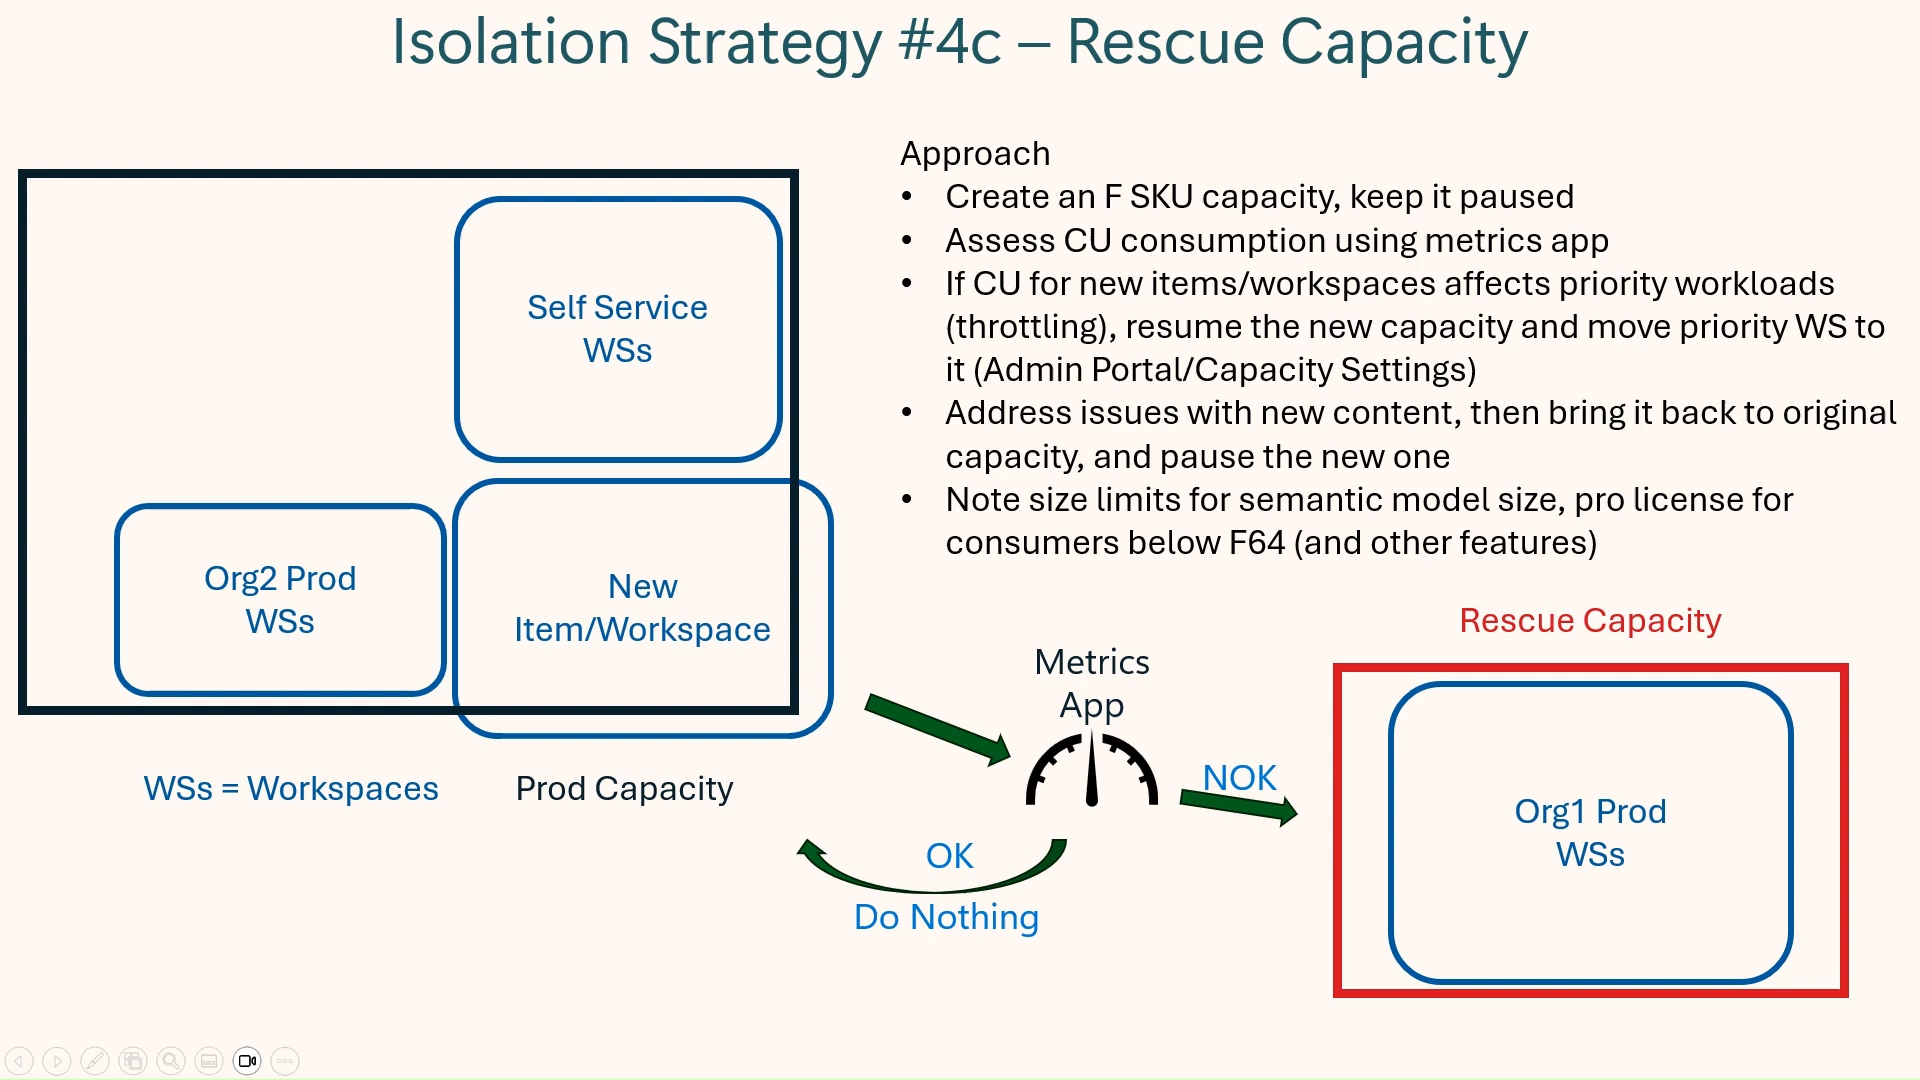 Isolation Strategy #4c – Rescue Capacity
Approach
• Create an F SKU capacity, keep it paused
• Assess CU consumption using metrics app
• If CU for new items/workspaces affects priority workloads
(throttling), resume the new capacity and move priority WS to
it (Admin Portal/Capacity Settings)
• Address issues with new content, then bring it back to original
capacity, and pause the new one
• Note size limits for semantic model size, pro license for
consumers below F64 (and other features)
Self Service
WSs
Org2 Prod
WSs
New
Item/Workspace
WSs = Workspaces
Prod Capacity
Metrics
App
OK
Do Nothing
NOK
Rescue Capacity
Org1 Prod
WSs